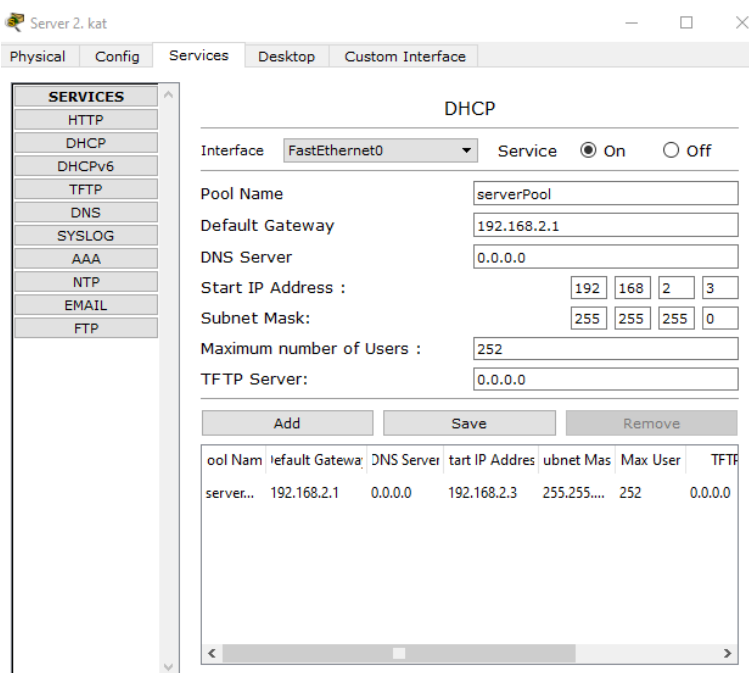 Server 2. kat
Physical Config Services Desktop Custom Interface
SERVICES
HTTP
DHCP
DHCPv6
TFTP
DNS
SYSLOG
AAA
NTP
EMAIL
FTP
DHCP
Interface FastEthernet0 Service On Off
Pool Name serverPool
Default Gateway 192.168.2.1
DNS Server 0.0.0.0
Start IP Address : 192 168 2 3
Subnet Mask: 255 255 255 0
Maximum number of Users : 252
TFTP Server: 0.0.0.0
Add Save Remove
ool Nam efault Gateway DNS Server tart IP Addres ubnet Mas Max User TFTP
server... 192.168.2.1 0.0.0.0 192.168.2.3 255.255.... 252 0.0.0.0